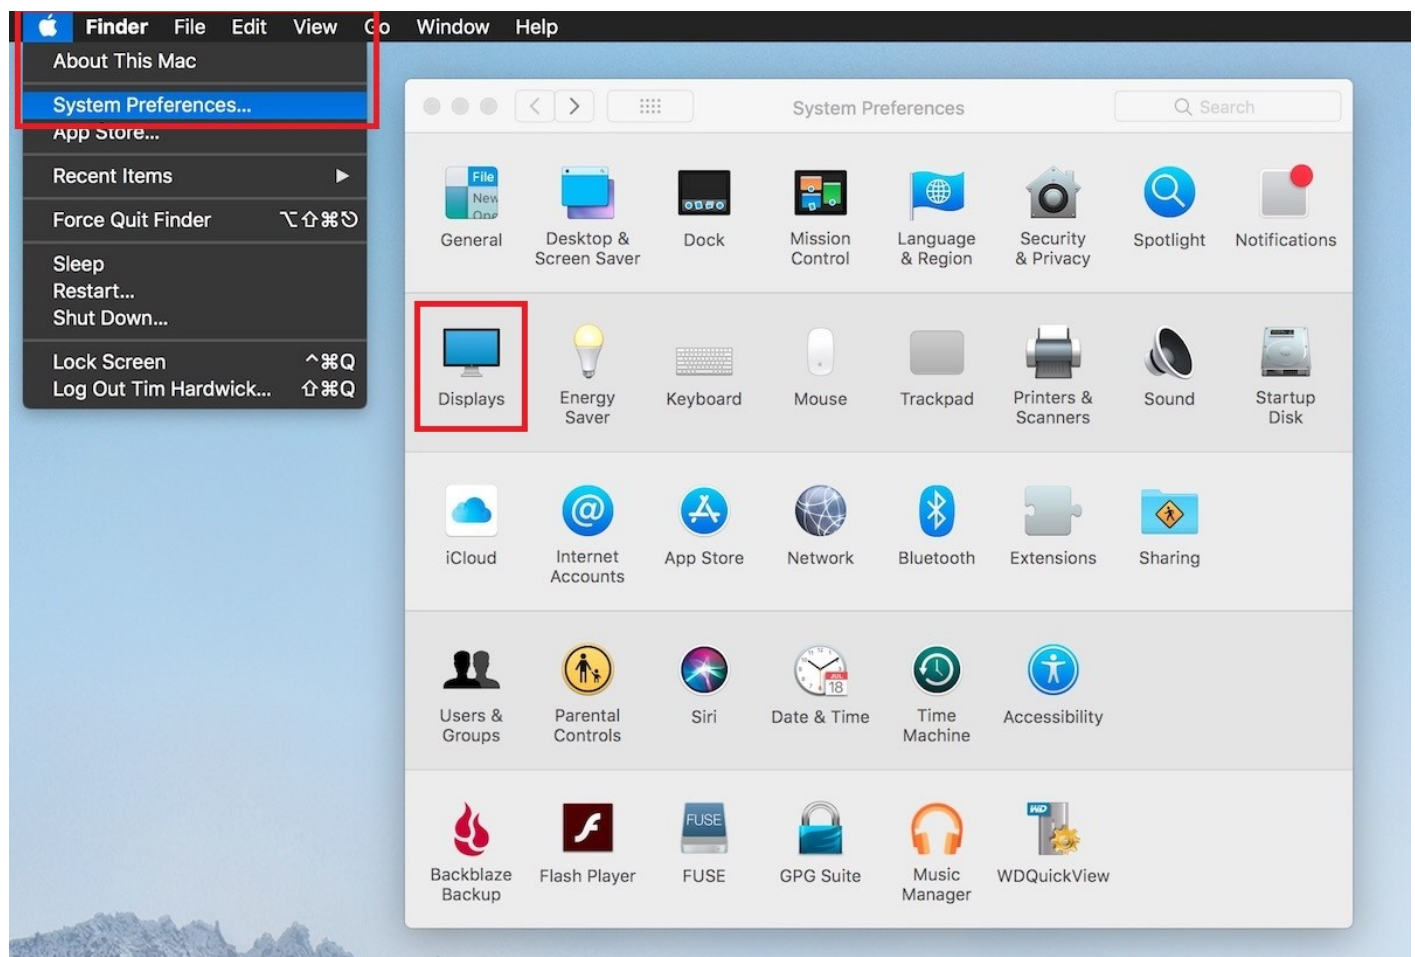 Finder File Edit View Go Window Help
About This Mac
System Preferences...
App Store...
Recent Items ▶
Force Quit Finder ⌥⇧⌘⎋
Sleep
Restart...
Shut Down...
Lock Screen ^⌘Q
Log Out Tim Hardwick... ⇧⌘Q
System Preferences
Search
File
New
Ope
General
Desktop &
Screen Saver
Dock
Mission
Control
Language
& Region
Security
& Privacy
Spotlight
Notifications
Displays
Energy
Saver
Keyboard
Mouse
Trackpad
Printers &
Scanners
Sound
Startup
Disk
iCloud
@
Internet
Accounts
App Store
Network
Bluetooth
Extensions
Sharing
Users &
Groups
Parental
Controls
Siri
JUL
18
Date & Time
Time
Machine
Accessibility
Backblaze
Backup
Flash Player
FUSE
FUSE
GPG Suite
Music
Manager
WD
WDQuickView